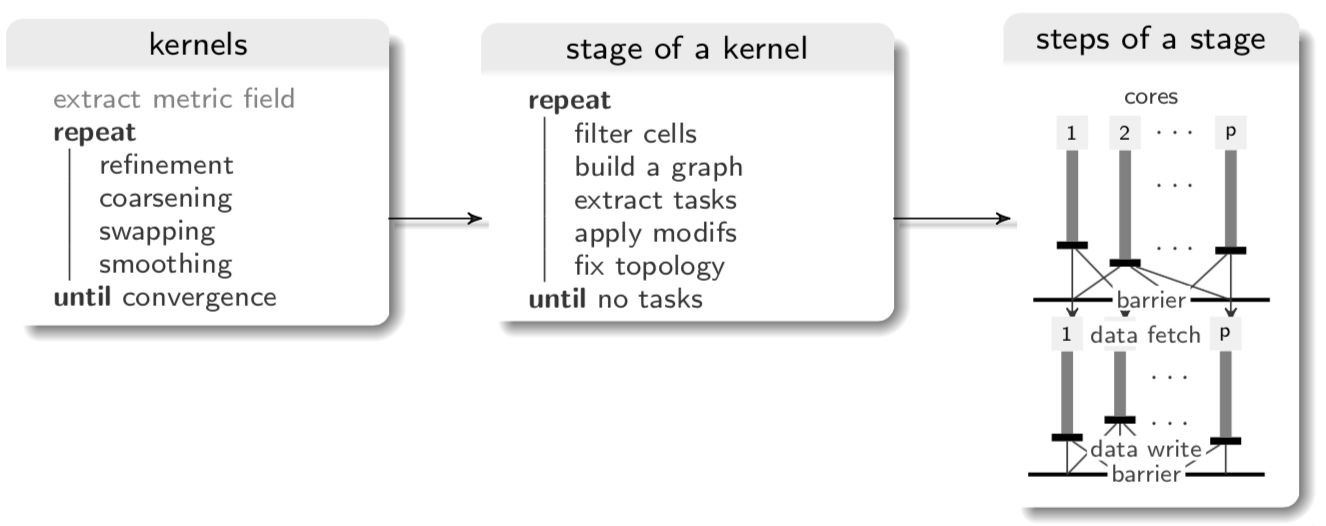 kernels
extract metric field
repeat
refinement
coarsening
swapping
smoothing
until convergence
stage of a kernel
repeat
filter cells
build a graph
extract tasks
apply modifs
fix topology
until no tasks
steps of a stage
cores
1 2 · · · p
· · ·
· · ·
barrier
1 data fetch p
· · ·
· · ·
data write
barrier